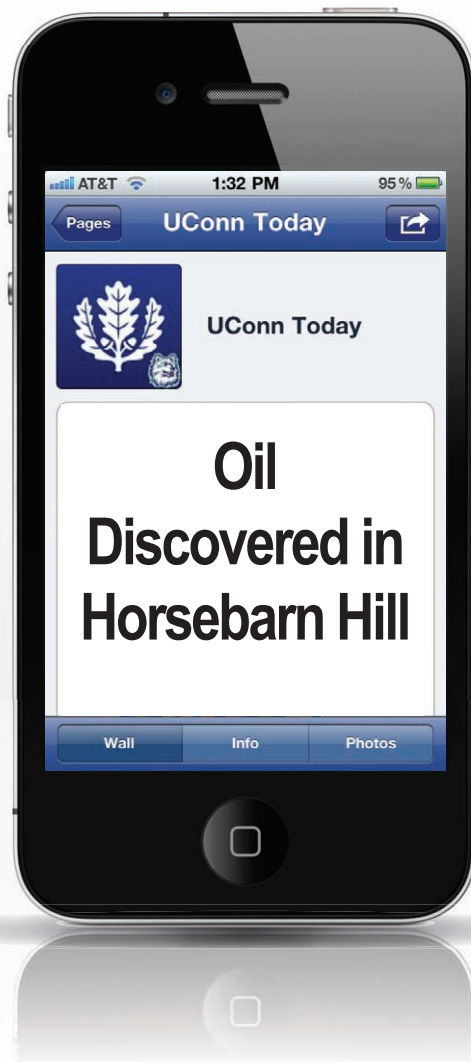 AT&T 1:32 PM 95%
Pages UConn Today
UConn Today
Oil
Discovered in
Horsebarn Hill
Wall Info Photos